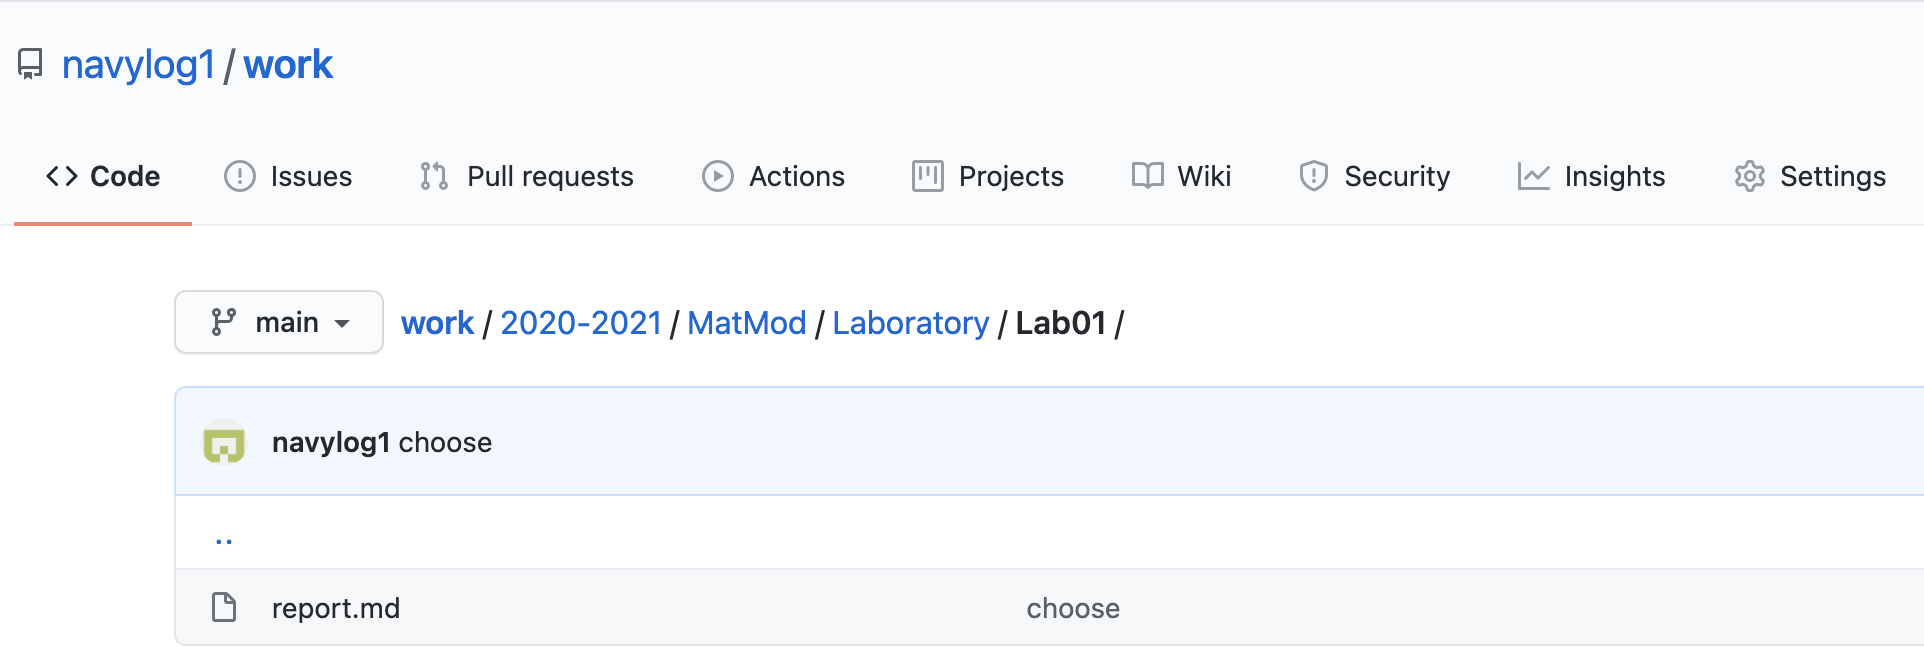 navylog1 / work
Code Issues Pull requests Actions Projects Wiki Security Insights Settings
main work / 2020-2021 / MatMod / Laboratory / Lab01 /
navylog1 choose
..
report.md choose